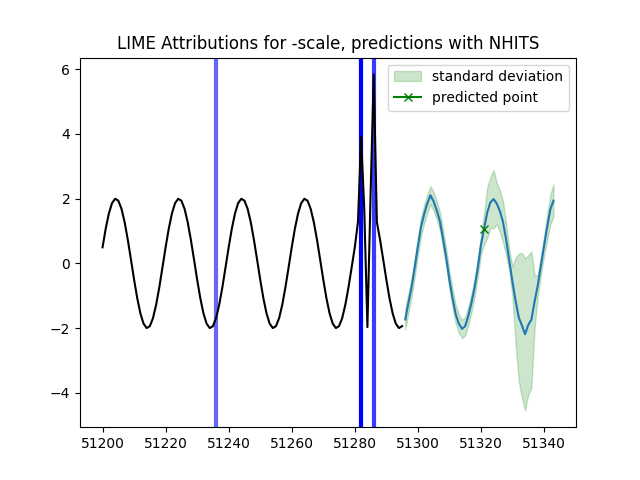 LIME Attributions for -scale, predictions with NHITS
standard deviation
predicted point
6
4
2
0
−2
−4
51200 51220 51240 51260 51280 51300 51320 51340